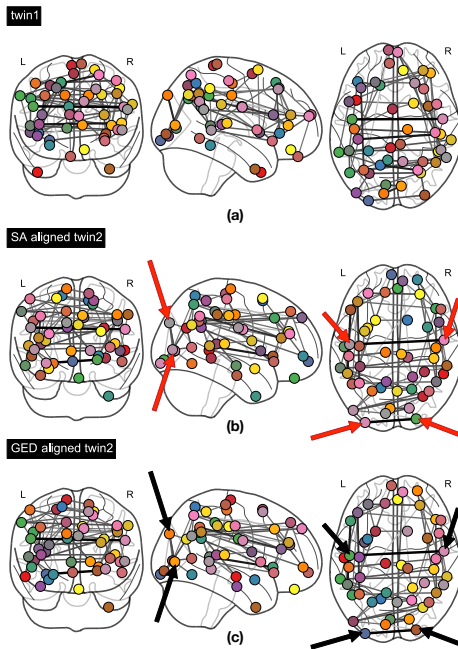 twin1
L R L R
(a)
SA aligned twin2
L R L R
(b)
GED aligned twin2
L R L R
(c)